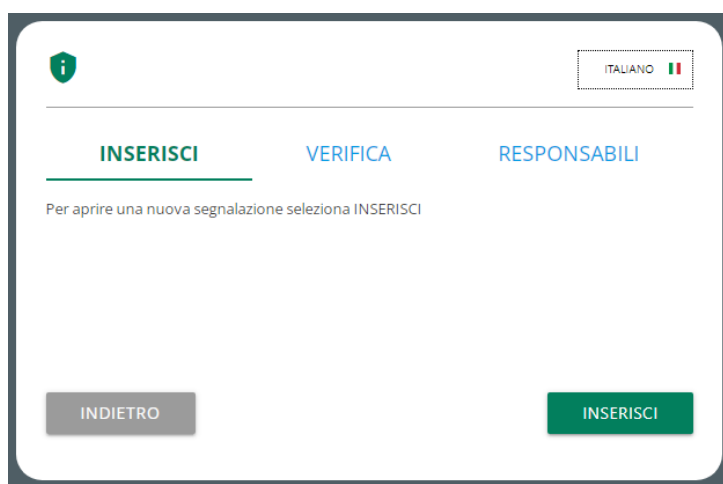 ITALIANO
INSERISCI VERIFICA RESPONSABILI
Per aprire una nuova segnalazione seleziona INSERISCI
INDIETRO INSERISCI